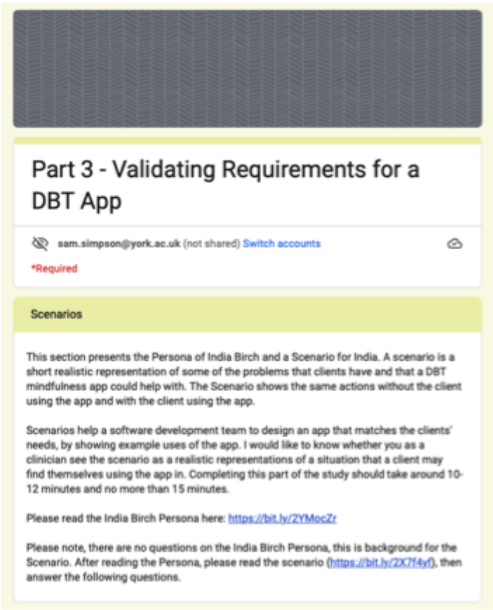 Part 3 - Validating Requirements for a
DBT App
sam.simpson@york.ac.uk (not shared) Switch accounts
*Required
Scenarios
This section presents the Persona of India Birch and a Scenario for India. A scenario is a
short realistic representation of some of the problems that clients have and that a DBT
mindfulness app could help with. The Scenario shows the same actions without the client
using the app and with the client using the app.
Scenarios help a software development team to design an app that matches the clients'
needs, by showing example uses of the app. I would like to know whether you as a
clinician see the scenario as a realistic representations of a situation that a client may
find themselves using the app in. Completing this part of the study should take around 10-
12 minutes and no more than 15 minutes.
Please read the India Birch Persona here: https://bit.ly/2YMocZr
Please note, there are no questions on the India Birch Persona, this is background for the
Scenario. After reading the Persona, please read the scenario (https://bit.ly/2X7f4yf), then
answer the following questions.